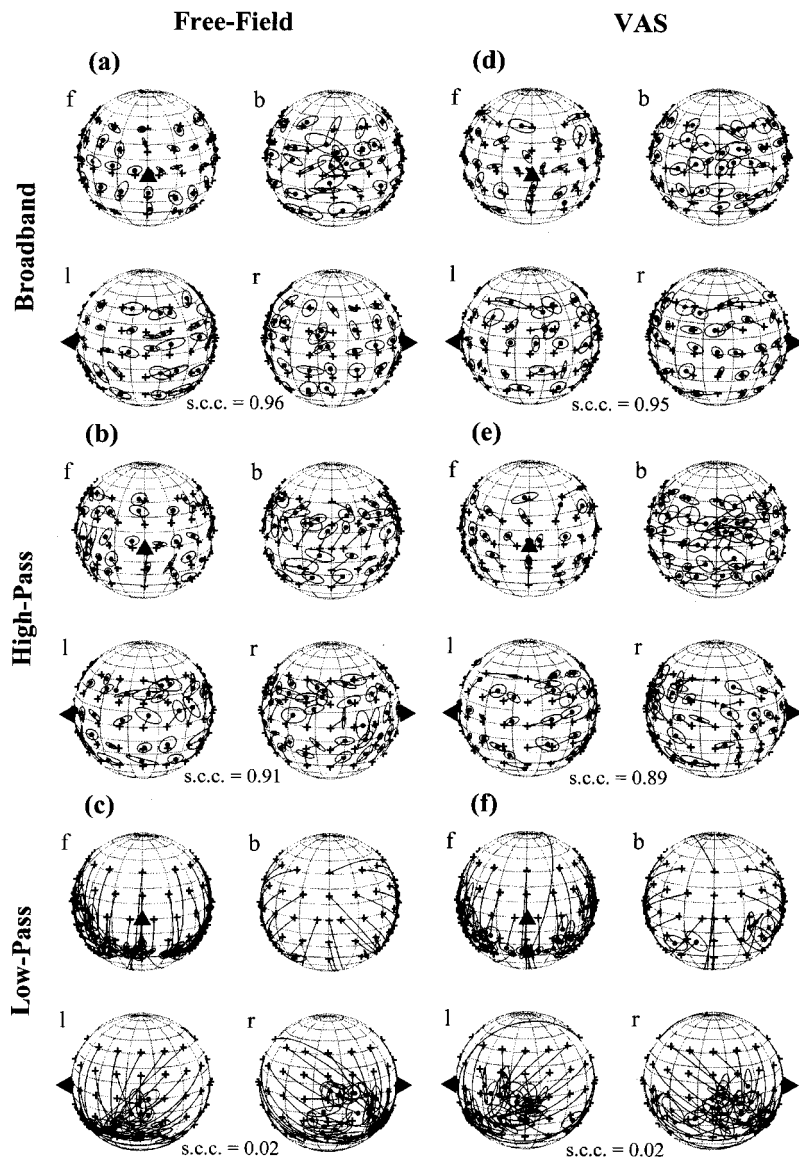 Free-Field VAS
(a) (d)
f b f b
l r l r
Broadband
s.c.c. = 0.96 s.c.c. = 0.95
(b) (e)
f b f b
l r l r
High-Pass
s.c.c. = 0.91 s.c.c. = 0.89
(c) (f)
f b f b
l r l r
Low-Pass
s.c.c. = 0.02 s.c.c. = 0.02